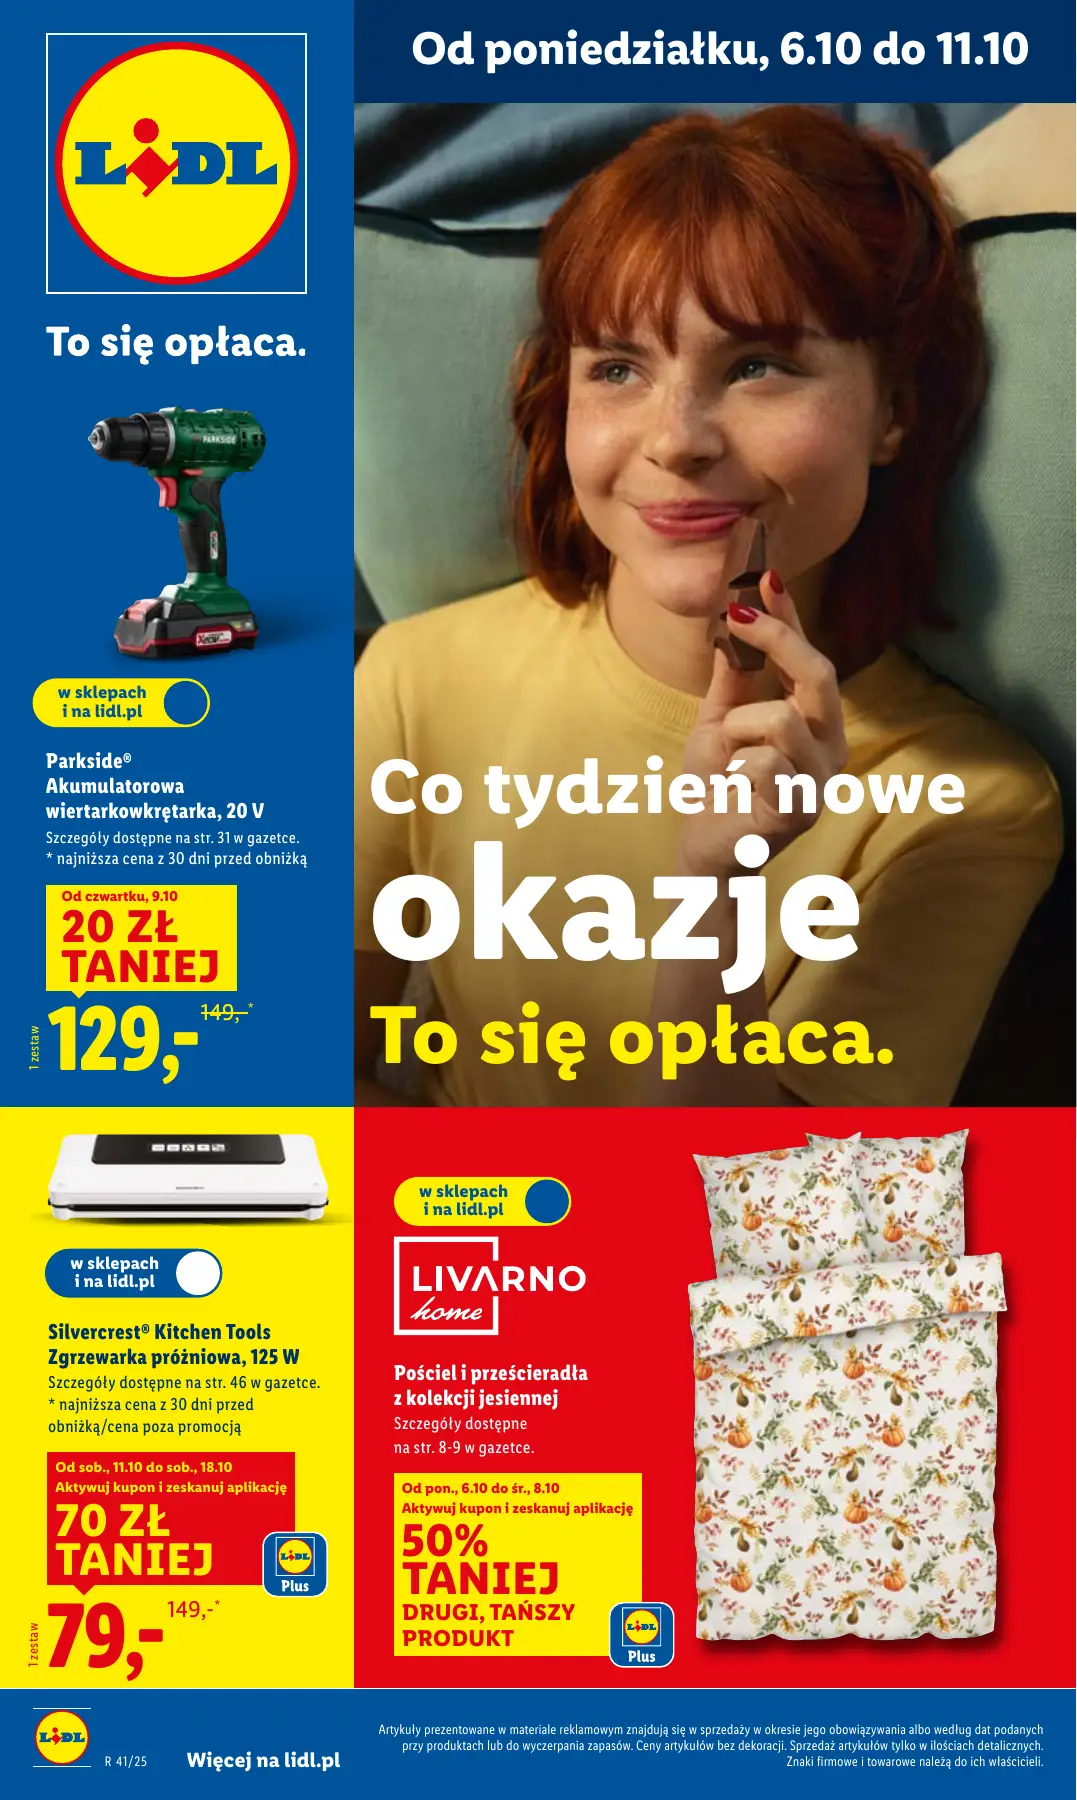 LIDL
Od poniedziałku, 6.10 do 11.10
To się opłaca.
PARKSIDE
w sklepach
i na lidl.pl
Parkside®
Akumulatorowa
wiertarkowkrętarka, 20 V
Szczegóły dostępne na str. 31 w gazetce.
* najniższa cena z 30 dni przed obniżką
Od czwartku, 9.10
20 ZŁ
TANIEJ
149,-*
129,-
1 zestaw
Co tydzień nowe
okazje
To się opłaca.
w sklepach
i na lidl.pl
Silvercrest® Kitchen Tools
Zgrzewarka próżniowa, 125 W
Szczegóły dostępne na str. 46 w gazetce.
* najniższa cena z 30 dni przed
obniżką/cena poza promocją
Od sob., 11.10 do sob., 18.10
Aktywuj kupon i zeskanuj aplikację
70 ZŁ
TANIEJ
LIDL
Plus
149,-*
79,-
1 zestaw
w sklepach
i na lidl.pl
LIVARNO
home
Pościel i prześcieradła
z kolekcji jesiennej
Szczegóły dostępne
na str. 8-9 w gazetce.
Od pon., 6.10 do śr., 8.10
Aktywuj kupon i zeskanuj aplikację
50%
TANIEJ
DRUGI, TAŃSZY
PRODUKT
LIDL
Plus
LIDL
R 41/25
Więcej na lidl.pl
Artykuły prezentowane w materiale reklamowym znajdują się w sprzedaży w okresie jego obowiązywania albo według dat podanych
przy produktach lub do wyczerpania zapasów. Ceny artykułów bez dekoracji. Sprzedaż artykułów tylko w ilościach detalicznych.
Znaki firmowe i towarowe należą do ich właścicieli.